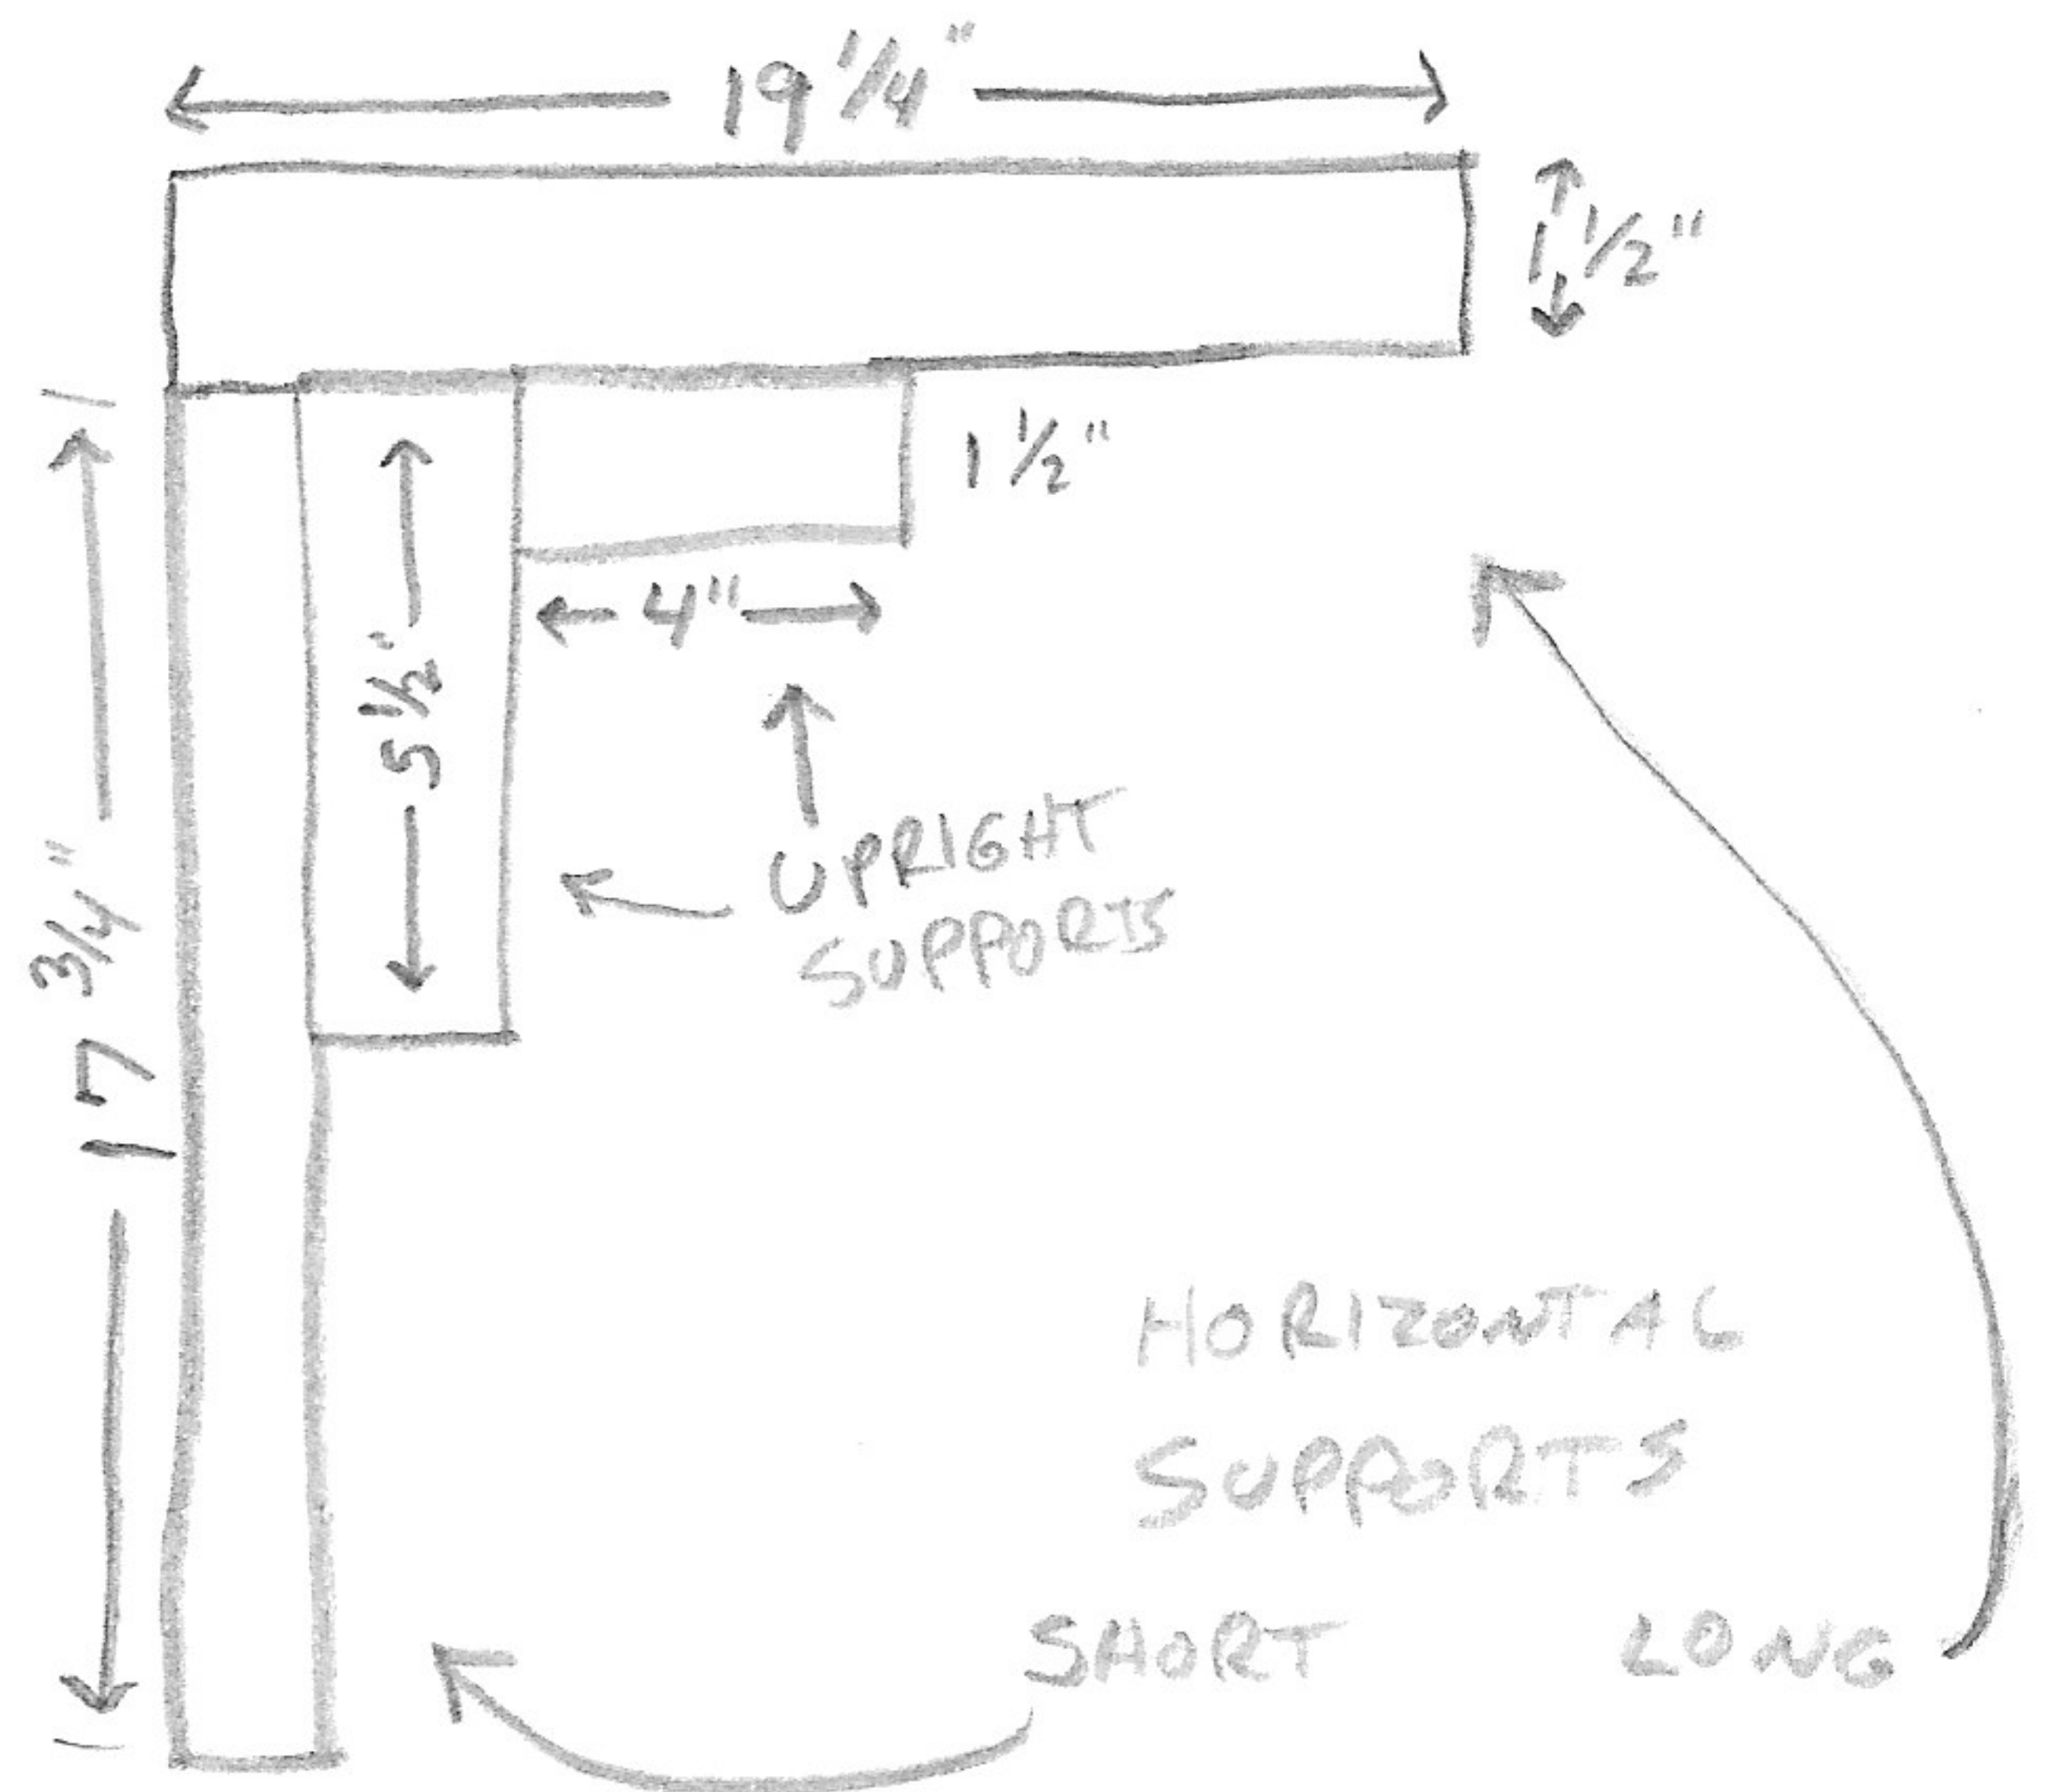 19 1/4"
1 1/2"
1 1/2"
4"
5 1/2"
17 3/4"
UPRIGHT
SUPPORTS
HORIZONTAL
SUPPORTS
SHORT LONG